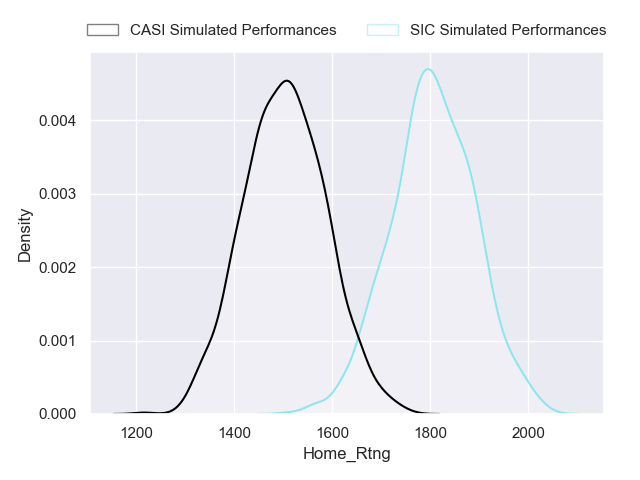 CASI Simulated Performances SIC Simulated Performances
0.004
0.003
0.002
0.001
0.000
Density
1200 1400 1600 1800 2000
Home_Rtng